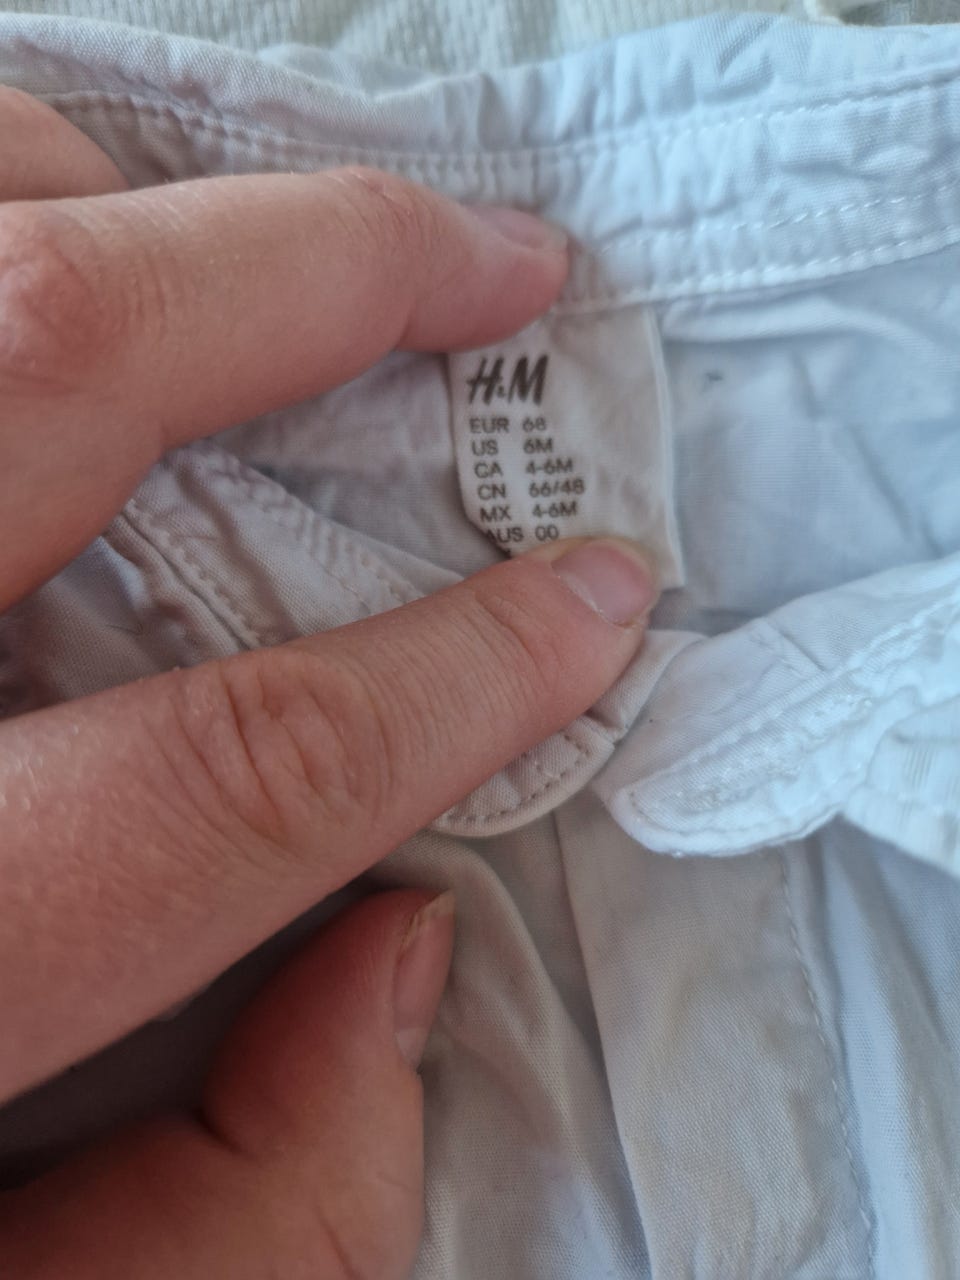 H&M
EUR 68
US 6M
CA 4-6M
CN 66/48
MX 4-6M
AUS 00